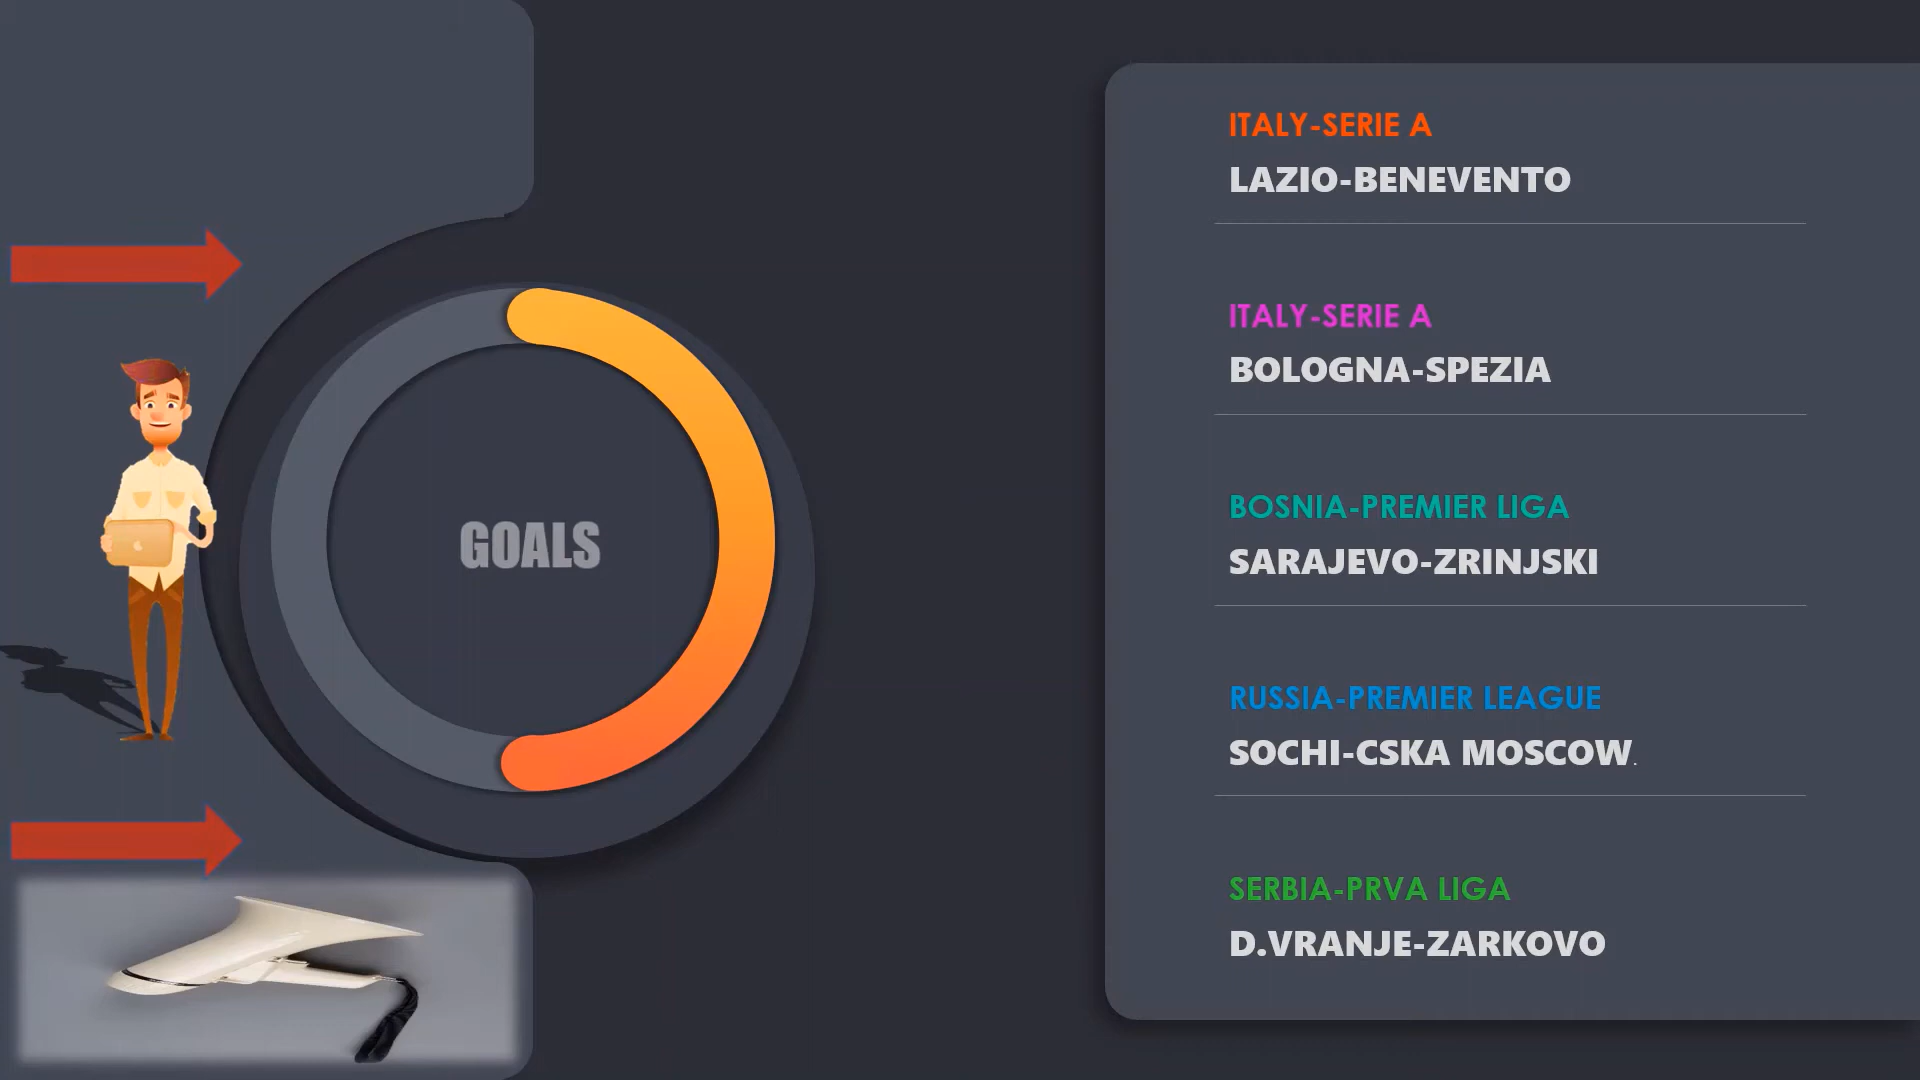 GOALS
ITALY-SERIE A
LAZIO-BENEVENTO
ITALY-SERIE A
BOLOGNA-SPEZIA
BOSNIA-PREMIER LIGA
SARAJEVO-ZRINJSKI
RUSSIA-PREMIER LEAGUE
SOCHI-CSKA MOSCOW.
SERBIA-PRVA LIGA
D.VRANJE-ZARKOVO